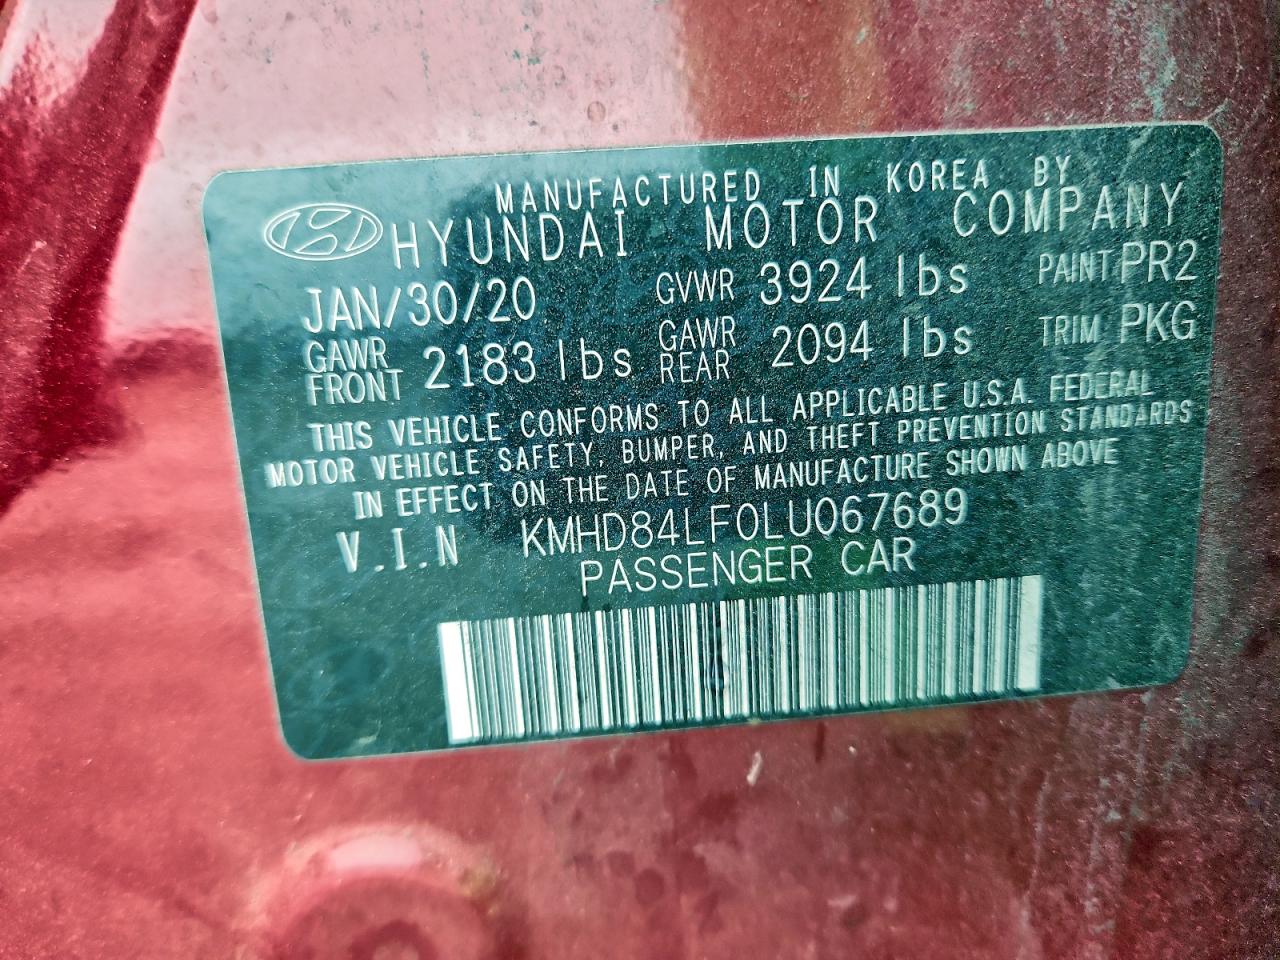 MANUFACTURED IN KOREA BY
HYUNDAI MOTOR COMPANY
JAN/30/20 GVWR 3924 lbs PAINT PR2
GAWR FRONT 2183 lbs GAWR REAR 2094 lbs TRIM PKG
THIS VEHICLE CONFORMS TO ALL APPLICABLE U.S.A. FEDERAL
MOTOR VEHICLE SAFETY, BUMPER, AND THEFT PREVENTION STANDARDS
IN EFFECT ON THE DATE OF MANUFACTURE SHOWN ABOVE
V.I.N KMHD84LF0LU067689
PASSENGER CAR